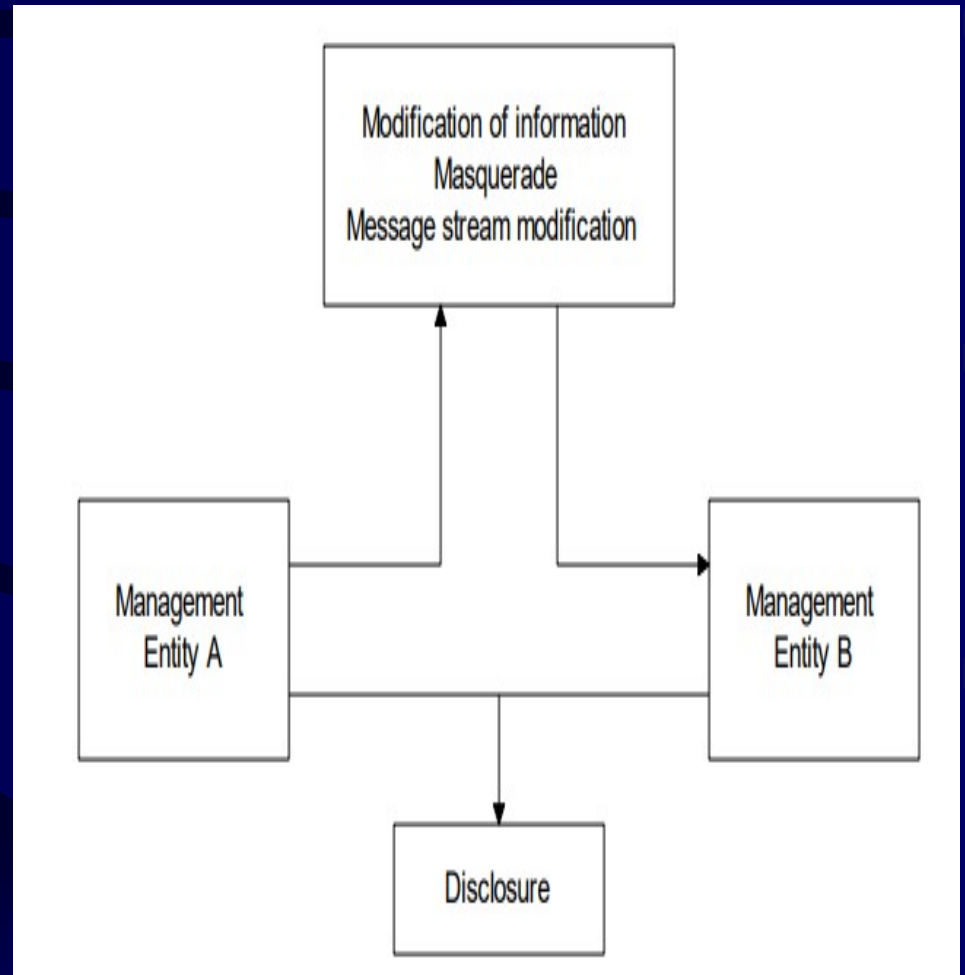 Modification of information
Masquerade
Message stream modification
Management
Entity A
Management
Entity B
Disclosure